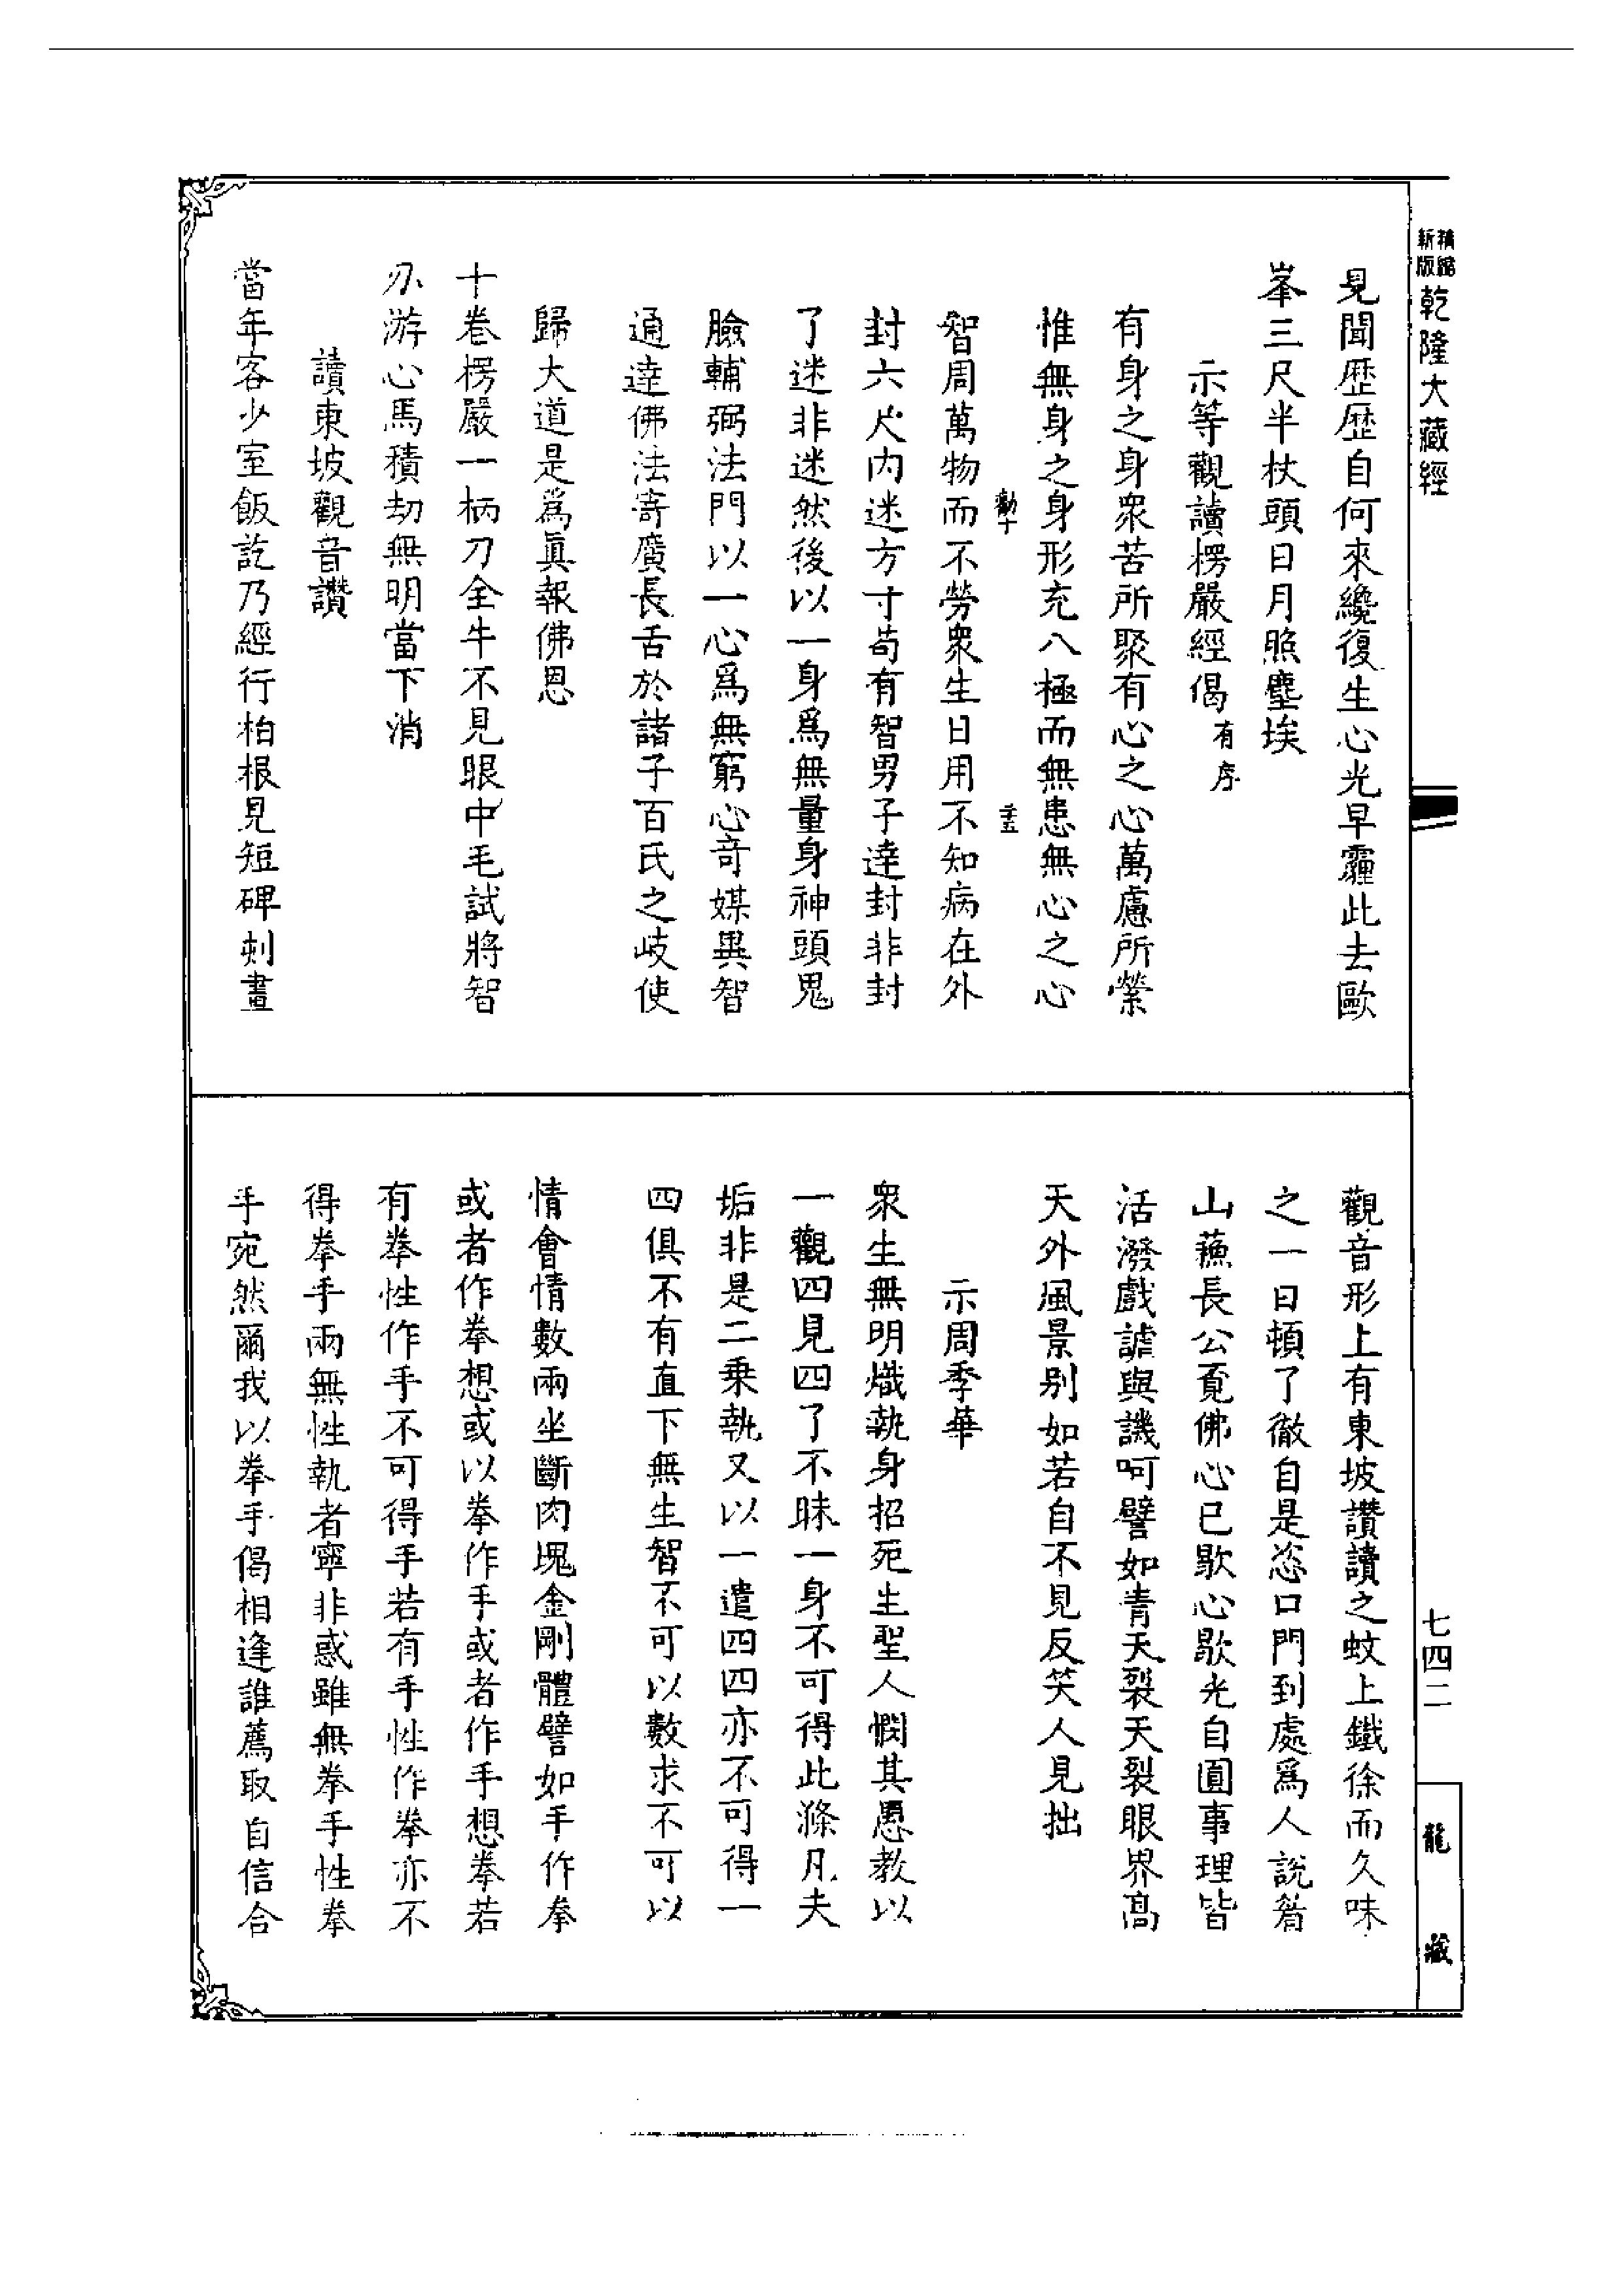 新版精縮乾隆大藏經
見聞歷歷自何來纔復生心光早霾此去歐
峯三尺半杖頭日月照塵埃
示等觀讀楞嚴經偈有序
有身之身衆苦所聚有心之心萬慮所縈
惟無身之身形充八極而無患無心之心
智周萬物而不勞衆生日用不知病在外
封六尺内迷方寸苟有智男子達封非封
了迷非迷然後以一身爲無量身神頭鬼
臉輔弼法門以一心爲無窮心奇媒異智
通達佛法寄廣長舌於諸子百氏之歧使
歸大道是爲眞報佛恩
十卷楞嚴一柄刀全牛不見眼中毛試將智
刃游心馬積劫無明當下消
讀東坡觀音讚
當年客少室飯訖乃經行柏根見短碑刺畫
觀音形上有東坡讚讀之蚊上鐵徐而久味
之一日頓了徹自是恣口門到處爲人說眉
山蘓長公覔佛心已歇心歇光自圓事理皆
活潑戲謔與譏呵譬如青天裂天裂眼界高
天外風景別如若自不見反笑人見拙
示周季華
衆生無明熾執身招死生聖人憫其愚教以
一觀四見四了不昧一身不可得此滌凡夫
垢非是二乗執又以一遣四四亦不可得一
四俱不有直下無生智不可以數求不可以
情會情數兩坐斷肉塊金剛體譬如手作拳
或者作拳想或以拳作手或者作手想拳若
有拳性作手不可得手若有手性作拳亦不
得拳手兩無性執者寧非惑雖無拳手性拳
手宛然爾我以拳手偈相逢誰薦取自信合
七四二
龍藏